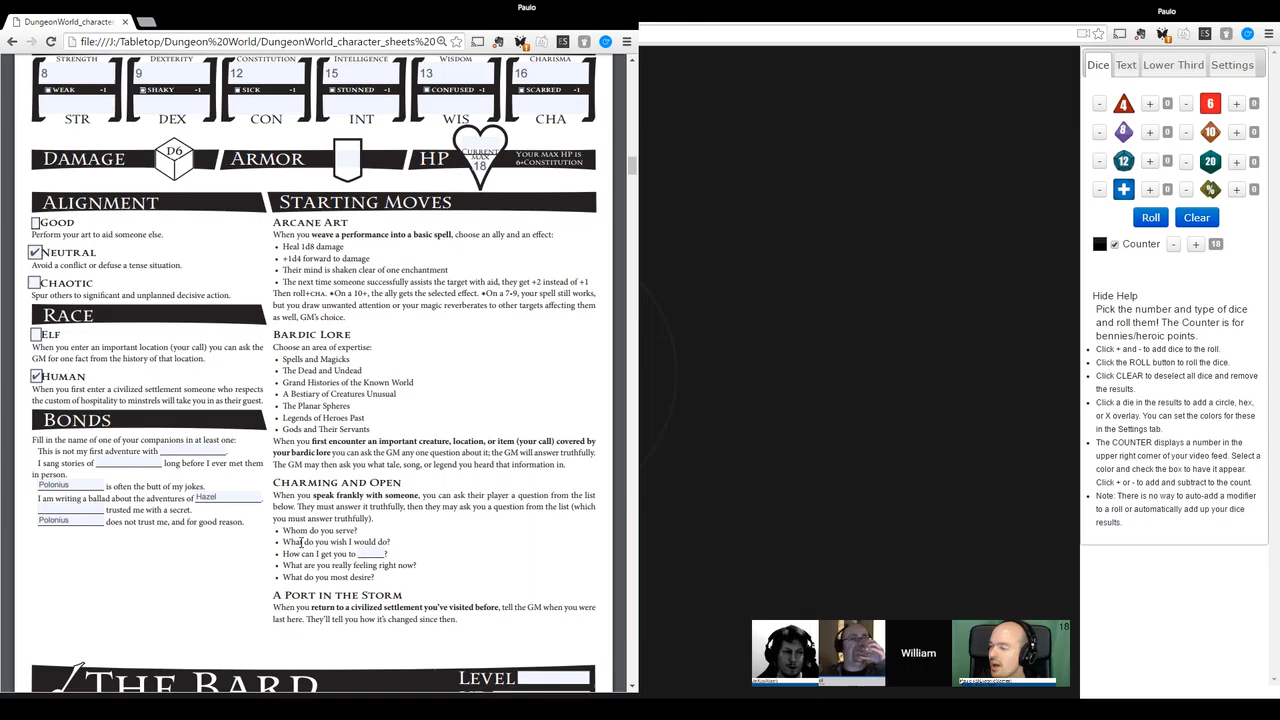 Paulo
Paulo
DungeonWorld_character
file:///J:/Tabletop/Dungeon%20World/DungeonWorld_character_sheets%20
STRENGTH DEXTERITY CONSTITUTION INTELLIGENCE WISDOM CHARISMA
8 9 12 15 13 16
WEAK -1 SHAKY -1 SICK -1 STUNNED -1 CONFUSED -1 SCARRED -1
STR DEX CON INT WIS CHA
DAMAGE D6 ARMOR HP CURRENT MAX 18 YOUR MAX HP IS 6+CONSTITUTION
ALIGNMENT
GOOD
Perform your art to aid someone else.
NEUTRAL
Avoid a conflict or defuse a tense situation.
CHAOTIC
Spur others to significant and unplanned decisive action.
RACE
ELF
When you enter an important location (your call) you can ask the
GM for one fact from the history of that location.
HUMAN
When you first enter a civilized settlement someone who respects
the custom of hospitality to minstrels will take you in as their guest.
BONDS
Fill in the name of one of your companions in at least one:
This is not my first adventure with ______________.
I sang stories of ______________ long before I ever met them
in person.
Polonius is often the butt of my jokes.
I am writing a ballad about the adventures of Hazel .
______________ trusted me with a secret.
Polonius does not trust me, and for good reason.
STARTING MOVES
ARCANE ART
When you weave a performance into a basic spell, choose an ally and an effect:
• Heal 1d8 damage
• +1d4 forward to damage
• Their mind is shaken clear of one enchantment
• The next time someone successfully assists the target with aid, they get +2 instead of +1
Then roll+CHA. •On a 10+, the ally gets the selected effect. •On a 7-9, your spell still works,
but you draw unwanted attention or your magic reverberates to other targets affecting them
as well, GM's choice.
BARDIC LORE
Choose an area of expertise:
• Spells and Magicks
• The Dead and Undead
• Grand Histories of the Known World
• A Bestiary of Creatures Unusual
• The Planar Spheres
• Legends of Heroes Past
• Gods and Their Servants
When you first encounter an important creature, location, or item (your call) covered by
your bardic lore you can ask the GM any one question about it; the GM will answer truthfully.
The GM may then ask you what tale, song, or legend you heard that information in.
CHARMING AND OPEN
When you speak frankly with someone, you can ask their player a question from the list
below. They must answer it truthfully, then they may ask you a question from the list (which
you must answer truthfully).
• Whom do you serve?
• What do you wish I would do?
• How can I get you to ______?
• What are you really feeling right now?
• What do you most desire?
A PORT IN THE STORM
When you return to a civilized settlement you've visited before, tell the GM when you were
last here. They'll tell you how it's changed since then.
THE BARD
LEVEL
Dice Text Lower Third Settings
- 4 + 0 - 6 + 0
- 8 + 0 - 10 + 0
- 12 + 0 - 20 + 0
- + + 0 - % + 0
Roll Clear
Counter - + 18
Hide Help
Pick the number and type of dice
and roll them! The Counter is for
bennies/heroic points.
• Click + and - to add dice to the roll.
• Click the ROLL button to roll the dice.
• Click CLEAR to deselect all dice and remove
the results.
• Click a die in the results to add a circle, hex,
or X overlay. You can set the colors for these
in the Settings tab.
• The COUNTER displays a number in the
upper right corner of your video feed. Select a
color and check the box to have it appear.
Click + or - to add and subtract to the count.
• Note: There is no way to auto-add a modifier
to a roll or automatically add up your dice
results.
William
18